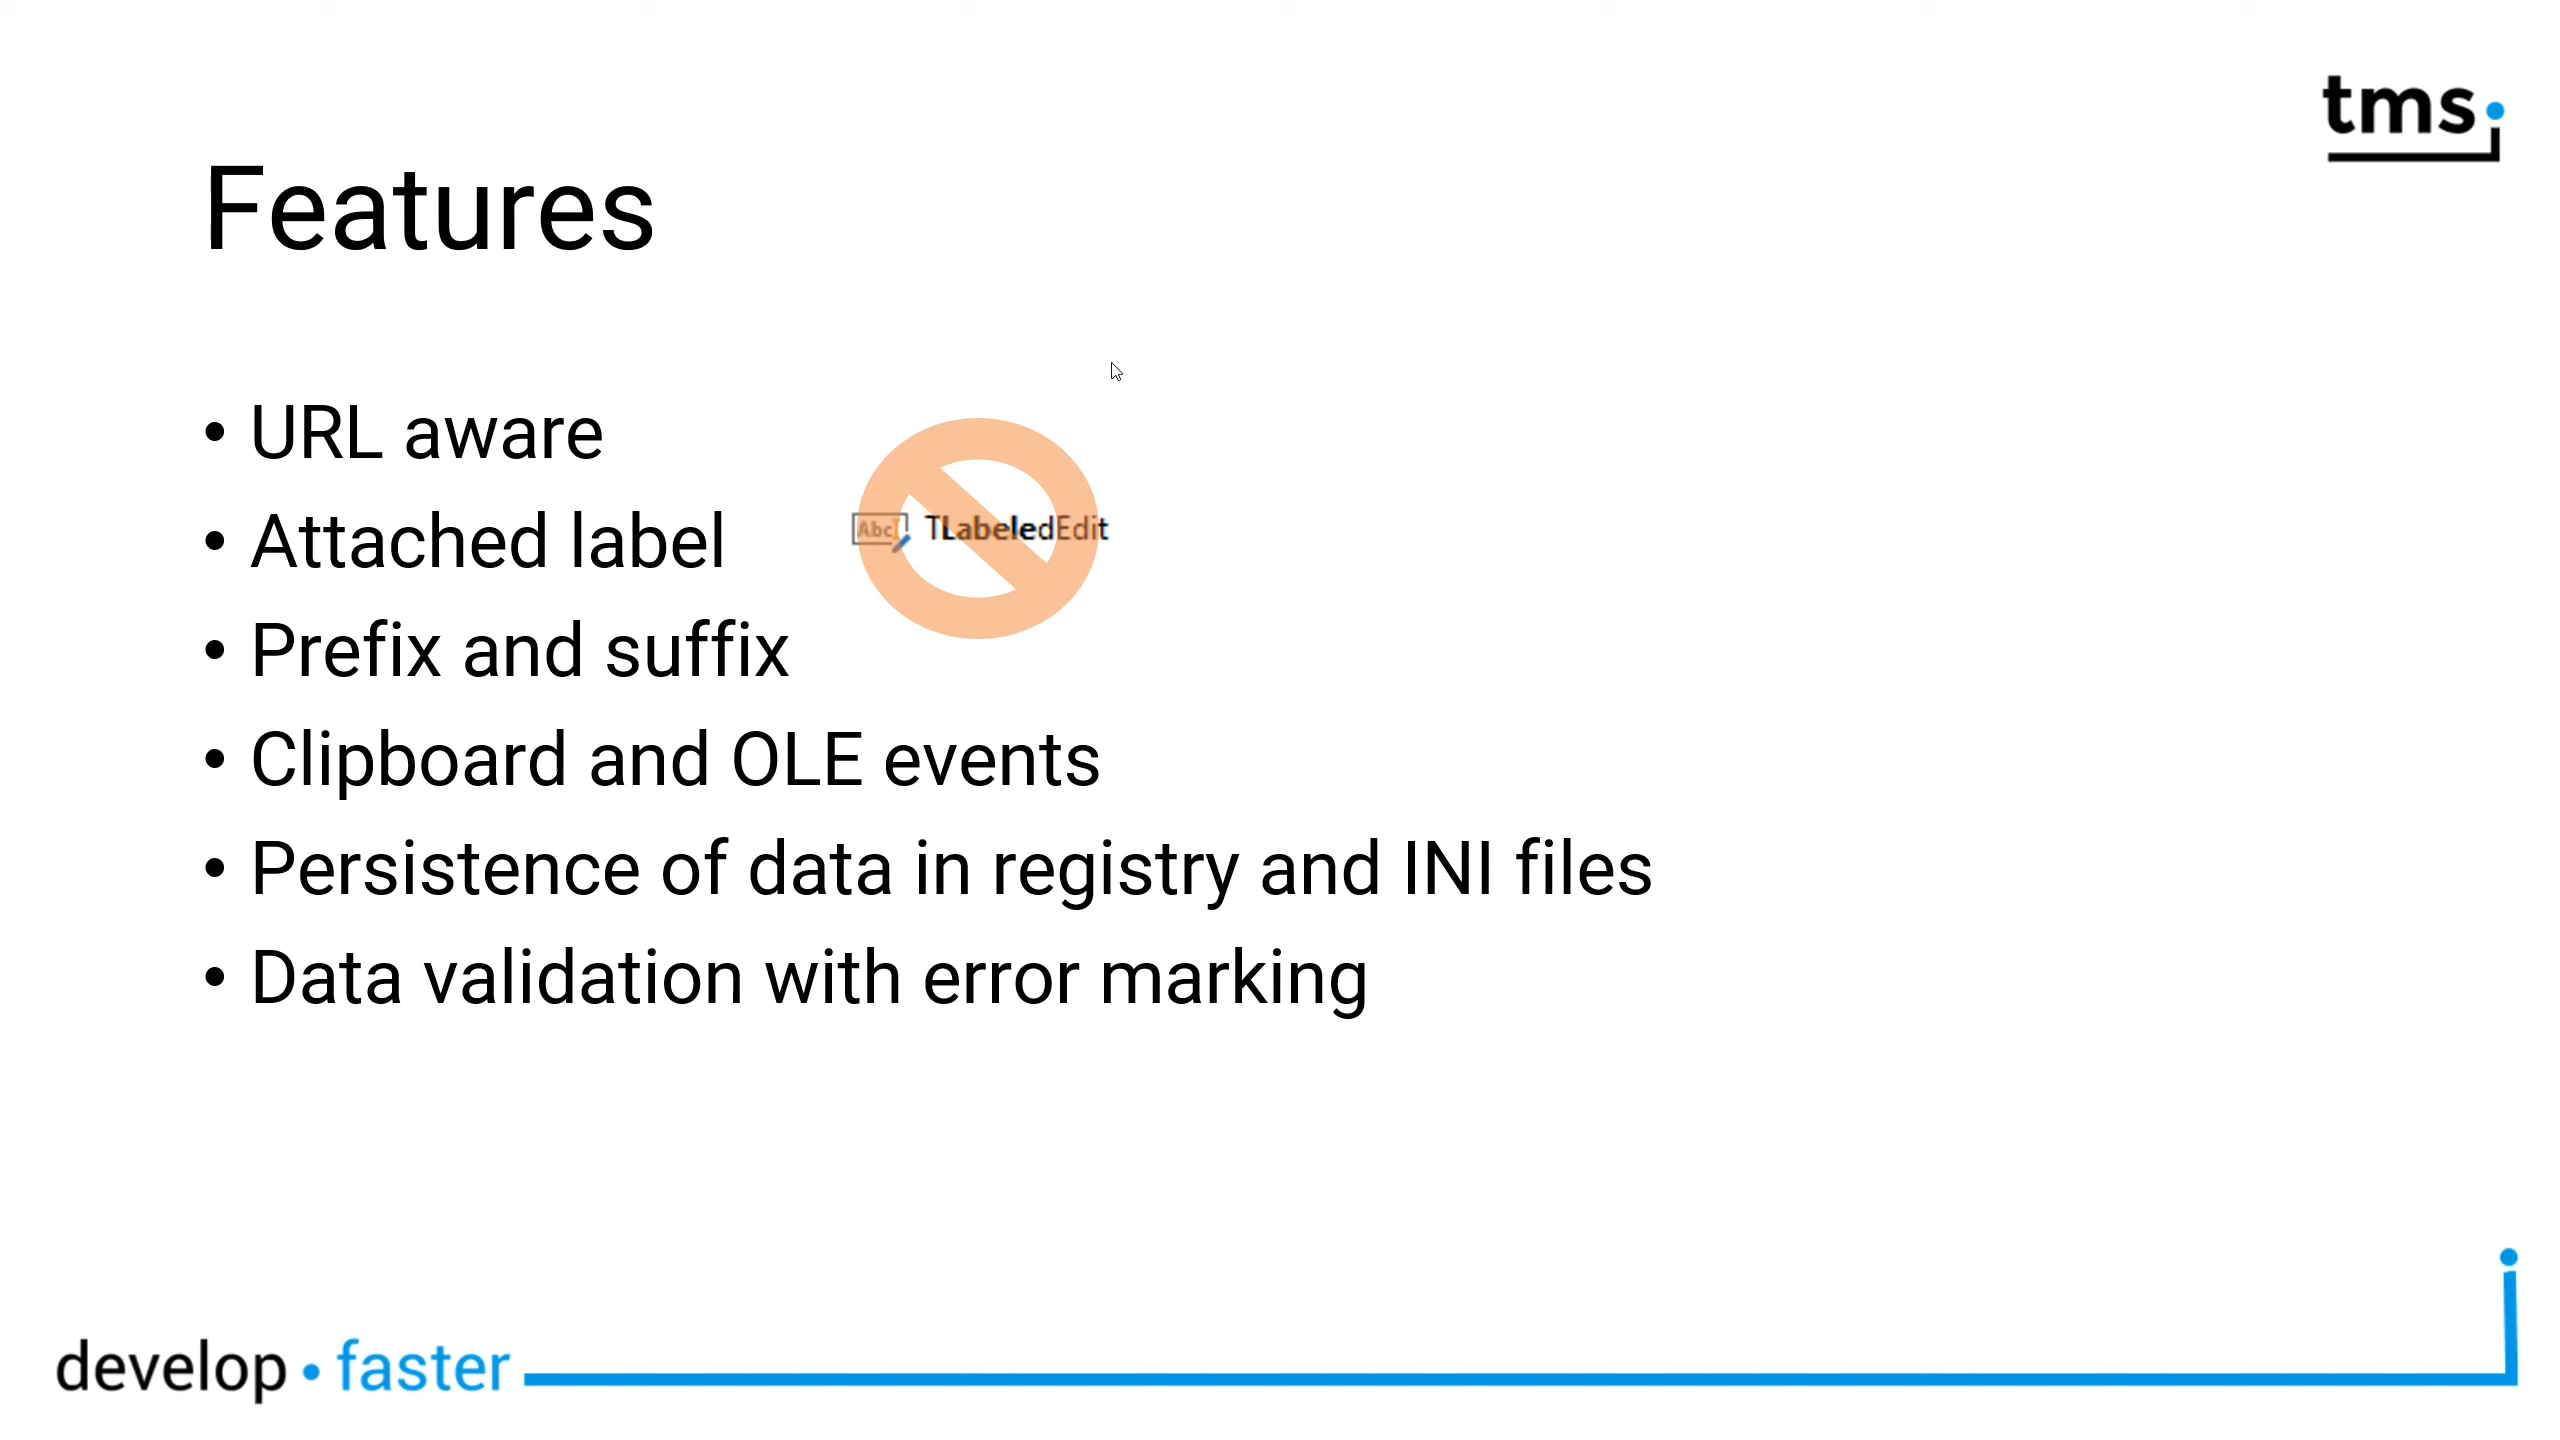 tms
Features
• URL aware
• Attached label
Abc TLabeledEdit
• Prefix and suffix
• Clipboard and OLE events
• Persistence of data in registry and INI files
• Data validation with error marking
develop • faster